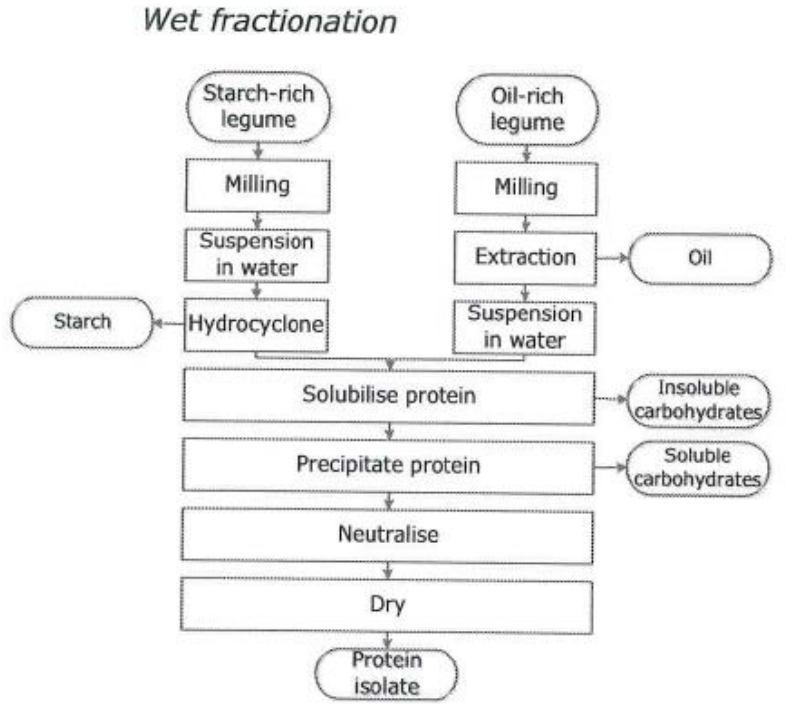 Wet fractionation
Starch-rich
legume
Oil-rich
legume
Milling
Milling
Suspension
in water
Extraction
Oil
Starch
Hydrocyclone
Suspension
in water
Solubilise protein
Insoluble
carbohydrates
Precipitate protein
Soluble
carbohydrates
Neutralise
Dry
Protein
isolate